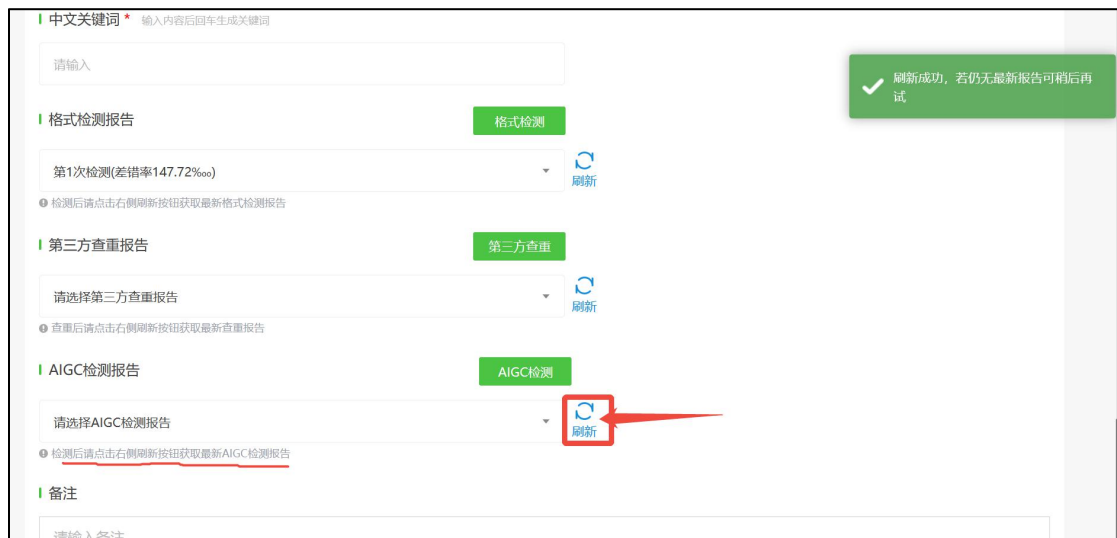 中文关键词 * 输入内容后回车生成关键词
请输入
刷新成功，若仍无最新报告可稍后再
试
格式检测报告 格式检测
第1次检测(差错率147.72‱) 刷新
检测后请点击右侧刷新按钮获取最新格式检测报告
第三方查重报告 第三方查重
请选择第三方查重报告 刷新
查重后请点击右侧刷新按钮获取最新查重报告
AIGC检测报告 AIGC检测
请选择AIGC检测报告 刷新
检测后请点击右侧刷新按钮获取最新AIGC检测报告
备注
请输入备注